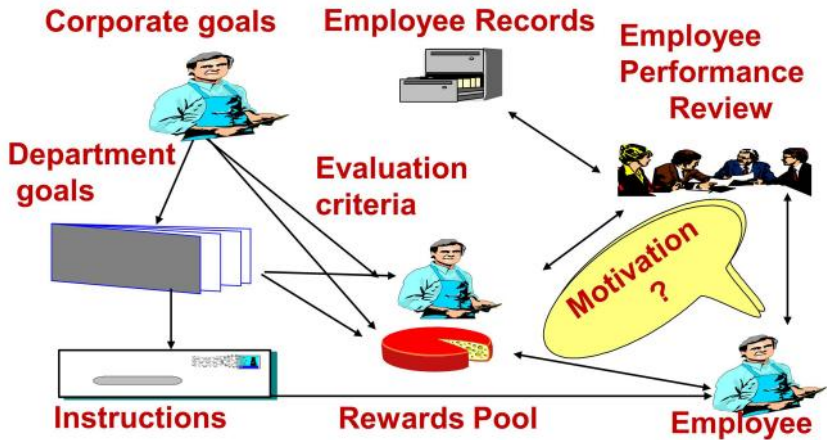 Corporate goals
Employee Records
Employee
Performance
Review
Department
goals
Evaluation
criteria
Motivation
?
Instructions
Rewards Pool
Employee